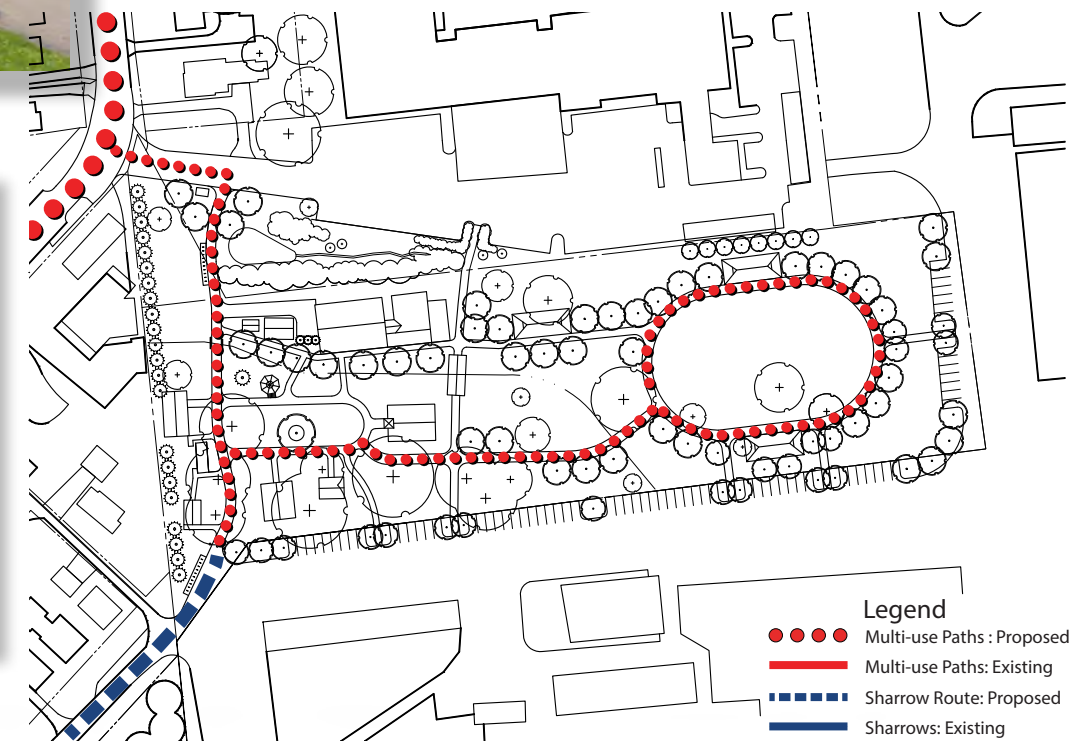 Legend
Multi-use Paths : Proposed
Multi-use Paths: Existing
Sharrow Route: Proposed
Sharrows: Existing